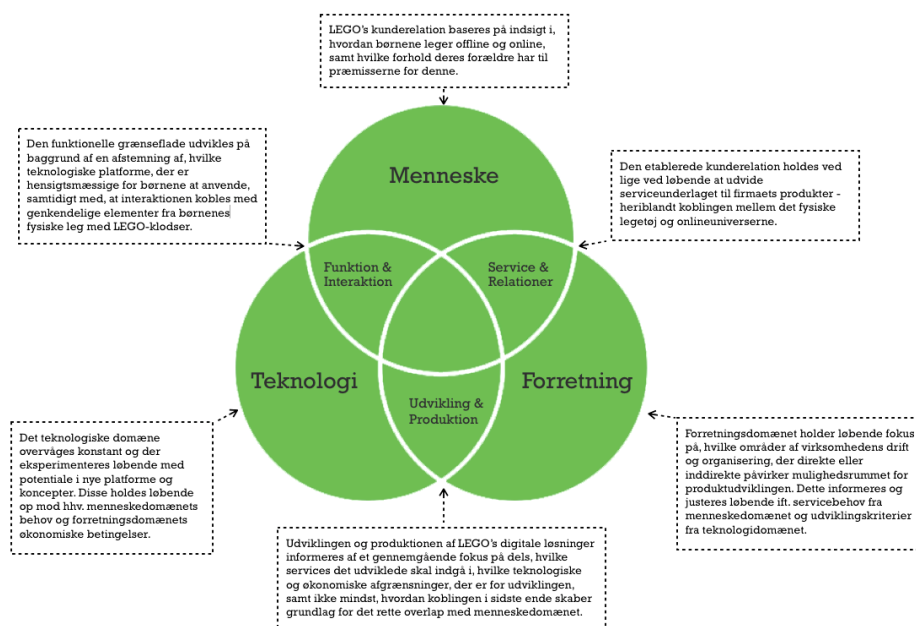 LEGO's kunderelation baseres på indsigt i,
hvordan børnene leger offline og online,
samt hvilke forhold deres forældre har til
præmisserne for denne.
Den funktionelle grænseflade udvikles på
baggrund af en afstemning af, hvilke
teknologiske platforme, der er
hensigtsmæssige for børnene at anvende,
samtidigt med, at interaktionen kobles med
genkendelige elementer fra børnenes
fysiske leg med LEGO-klodser.
Menneske
Den etablerede kunderelation holdes ved
lige ved løbende at udvide
serviceunderlaget til firmaets produkter -
heriblandt koblingen mellem det fysiske
legetøj og onlineuniverserne.
Funktion &
Interaktion
Service &
Relationer
Teknologi
Forretning
Udvikling &
Produktion
Det teknologiske domæne
overvåges konstant og der
eksperimenteres løbende med
potentiale i nye platforme og
koncepter. Disse holdes løbende
op mod hhv. menneskedomænets
behov og forretningsdomænets
økonomiske betingelser.
Forretningsdomænet holder løbende fokus
på, hvilke områder af virksomhedens drift
og organisering, der direkte eller
inddirekte påvirker mulighedsrummet for
produktudviklingen. Dette informeres og
justeres løbende ift. servicebehov fra
menneskedomænet og udviklingskriterier
fra teknologidomænet.
Udviklingen og produktionen af LEGO's digitale løsninger
informeres af et gennemgående fokus på dels, hvilke
services det udviklede skal indgå i, hvilke teknologiske
og økonomiske afgrænsninger, der er for udviklingen,
samt ikke mindst, hvordan koblingen i sidste ende skaber
grundlag for det rette overlap med menneskedomænet.